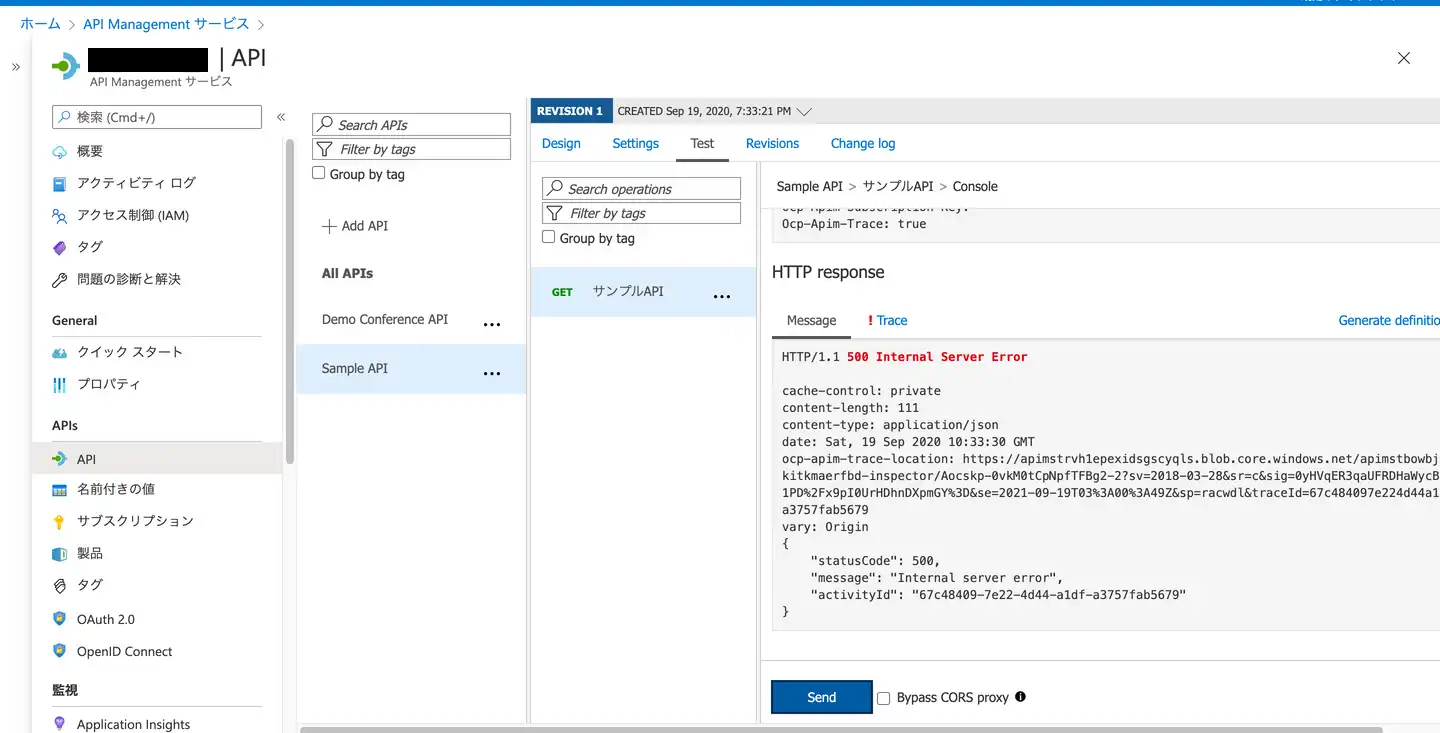 ホーム > API Management サービス >
| API
API Management サービス
検索 (Cmd+/)
概要
アクティビティ ログ
アクセス制御 (IAM)
タグ
問題の診断と解決
General
クイック スタート
プロパティ
APIs
API
名前付きの値
サブスクリプション
製品
タグ
OAuth 2.0
OpenID Connect
監視
Application Insights
Search APIs
Filter by tags
Group by tag
Add API
All APIs
Demo Conference API
Sample API
REVISION 1 CREATED Sep 19, 2020, 7:33:21 PM
Design Settings Test Revisions Change log
Search operations
Filter by tags
Group by tag
GET サンプルAPI
Sample API > サンプルAPI > Console
Ocp-Apim-Subscription-Key:
Ocp-Apim-Trace: true
HTTP response
Message ! Trace Generate definitio
HTTP/1.1 500 Internal Server Error
cache-control: private
content-length: 111
content-type: application/json
date: Sat, 19 Sep 2020 10:33:30 GMT
ocp-apim-trace-location: https://apimstrvh1epexidsgscyqls.blob.core.windows.net/apimstbowbj
kitkmaerfbd-inspector/Aocskp-0vkM0tCpNpfTFBg2-2?sv=2018-03-28&sr=c&sig=0yHVqER3qaUFRDHaWycB
1PD%2Fx9pI0UrHDhnDXpmGY%3D&se=2021-09-19T03%3A00%3A49Z&sp=racwdl&traceId=67c484097e224d44a1
a3757fab5679
vary: Origin
{
"statusCode": 500,
"message": "Internal server error",
"activityId": "67c48409-7e22-4d44-a1df-a3757fab5679"
}
Send Bypass CORS proxy